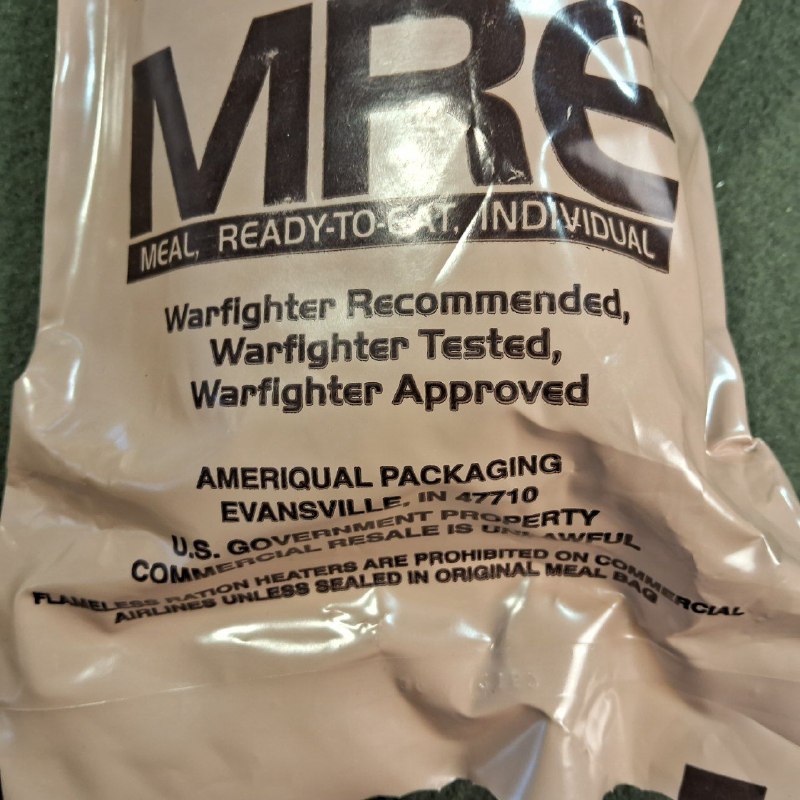 MRe
MEAL, READY-TO-EAT, INDIVIDUAL
Warfighter Recommended,
Warfighter Tested,
Warfighter Approved
AMERIQUAL PACKAGING
EVANSVILLE, IN 47710
U.S. GOVERNMENT PROPERTY
COMMERCIAL RESALE IS UNLAWFUL
FLAMELESS RATION HEATERS ARE PROHIBITED ON COMMERCIAL
AIRLINES UNLESS SEALED IN ORIGINAL MEAL BAG